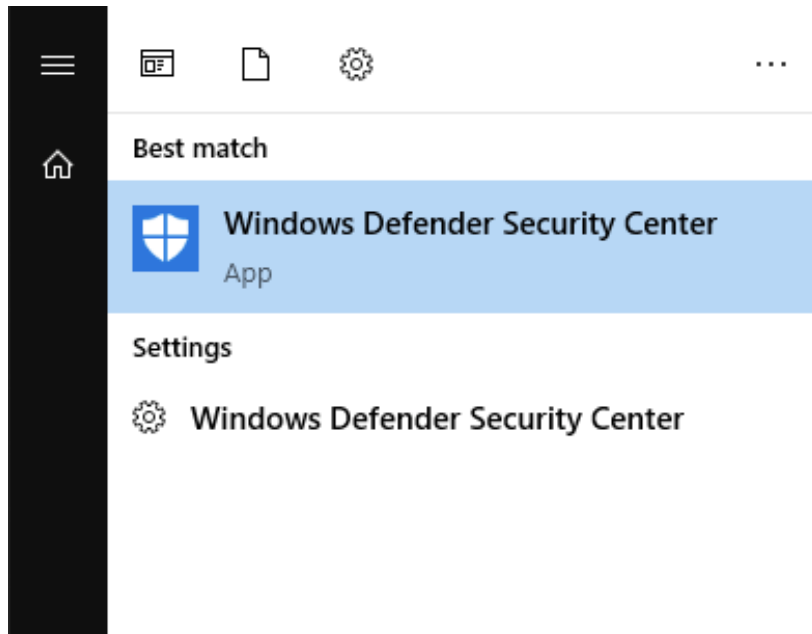 Best match
Windows Defender Security Center
App
Settings
Windows Defender Security Center